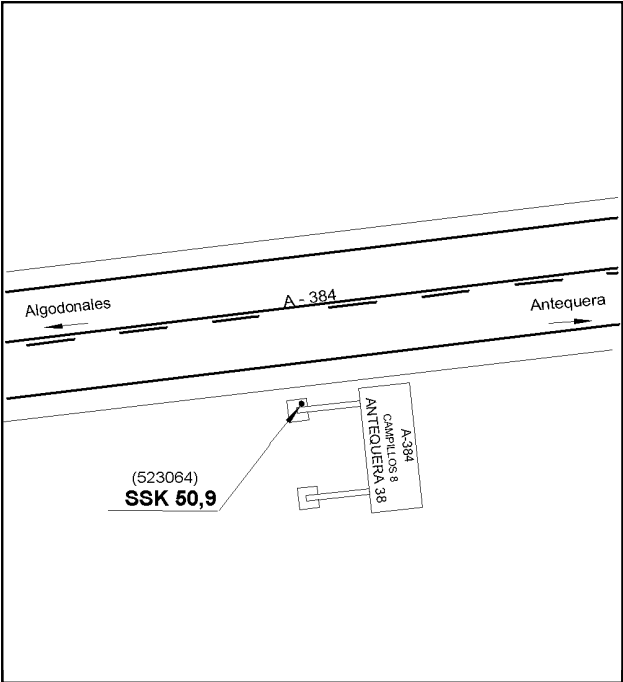 Algodonales
A - 384
Antequera
A-384
CAMPILLOS 8
ANTEQUERA 38
(523064)
SSK 50,9